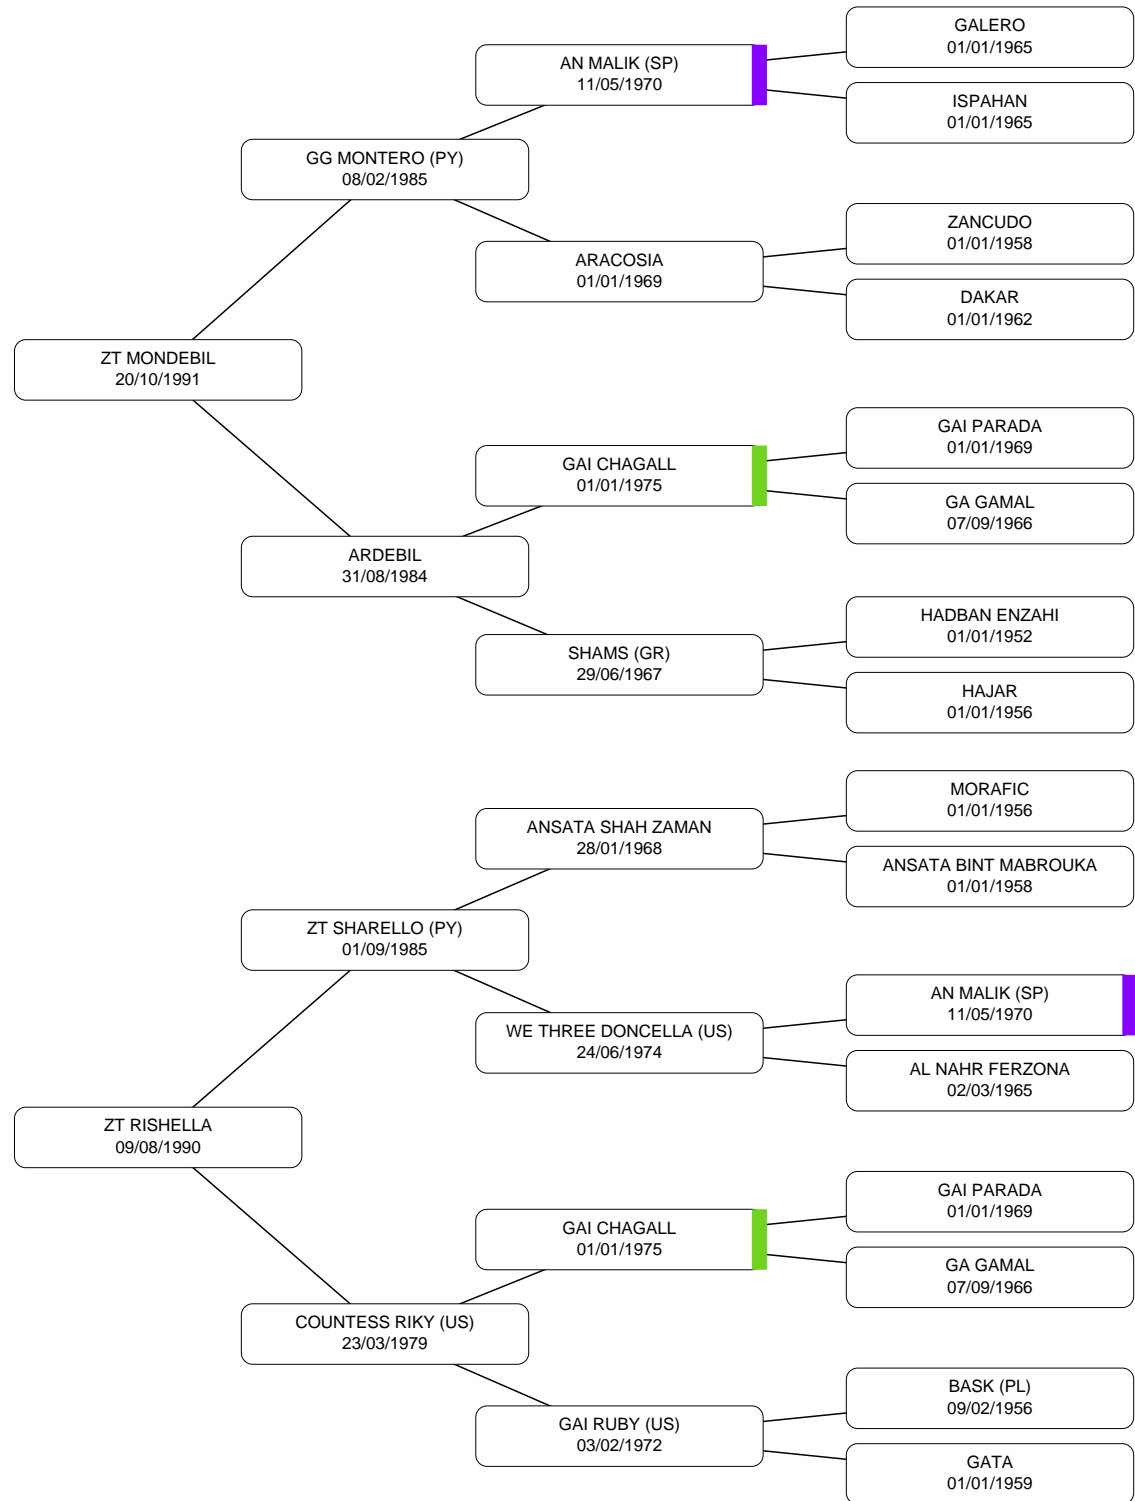 GALERO
01/01/1965
AN MALIK (SP)
11/05/1970
ISPAHAN
01/01/1965
GG MONTERO (PY)
08/02/1985
ZANCUDO
01/01/1958
ARACOSIA
01/01/1969
DAKAR
01/01/1962
ZT MONDEBIL
20/10/1991
GAI PARADA
01/01/1969
GAI CHAGALL
01/01/1975
GA GAMAL
07/09/1966
ARDEBIL
31/08/1984
HADBAN ENZAHI
01/01/1952
SHAMS (GR)
29/06/1967
HAJAR
01/01/1956
MORAFIC
01/01/1956
ANSATA SHAH ZAMAN
28/01/1968
ANSATA BINT MABROUKA
01/01/1958
ZT SHARELLO (PY)
01/09/1985
AN MALIK (SP)
11/05/1970
WE THREE DONCELLA (US)
24/06/1974
AL NAHR FERZONA
02/03/1965
ZT RISHELLA
09/08/1990
GAI PARADA
01/01/1969
GAI CHAGALL
01/01/1975
GA GAMAL
07/09/1966
COUNTESS RIKY (US)
23/03/1979
BASK (PL)
09/02/1956
GAI RUBY (US)
03/02/1972
GATA
01/01/1959